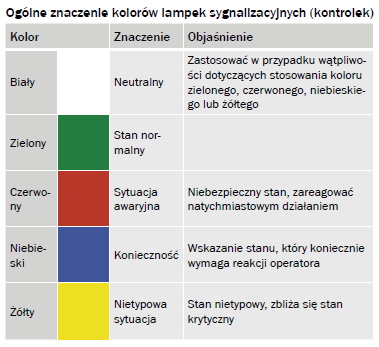 Ogólne znaczenie kolorów lampek sygnalizacyjnych (kontrolek)
Kolor Znaczenie Objaśnienie
Biały
Neutralny
Zastosować w przypadku wątpliwo-
ści dotyczących stosowania koloru
zielonego, czerwonego, niebieskie-
go lub żółtego
Zielony
Stan nor-
malny
Czerwo-
ny
Sytuacja
awaryjna
Niebezpieczny stan, zareagować
natychmiastowym działaniem
Niebie-
ski
Konieczność
Wskazanie stanu, który koniecznie
wymaga reakcji operatora
Żółty
Nietypowa
sytuacja
Stan nietypowy, zbliża się stan
krytyczny